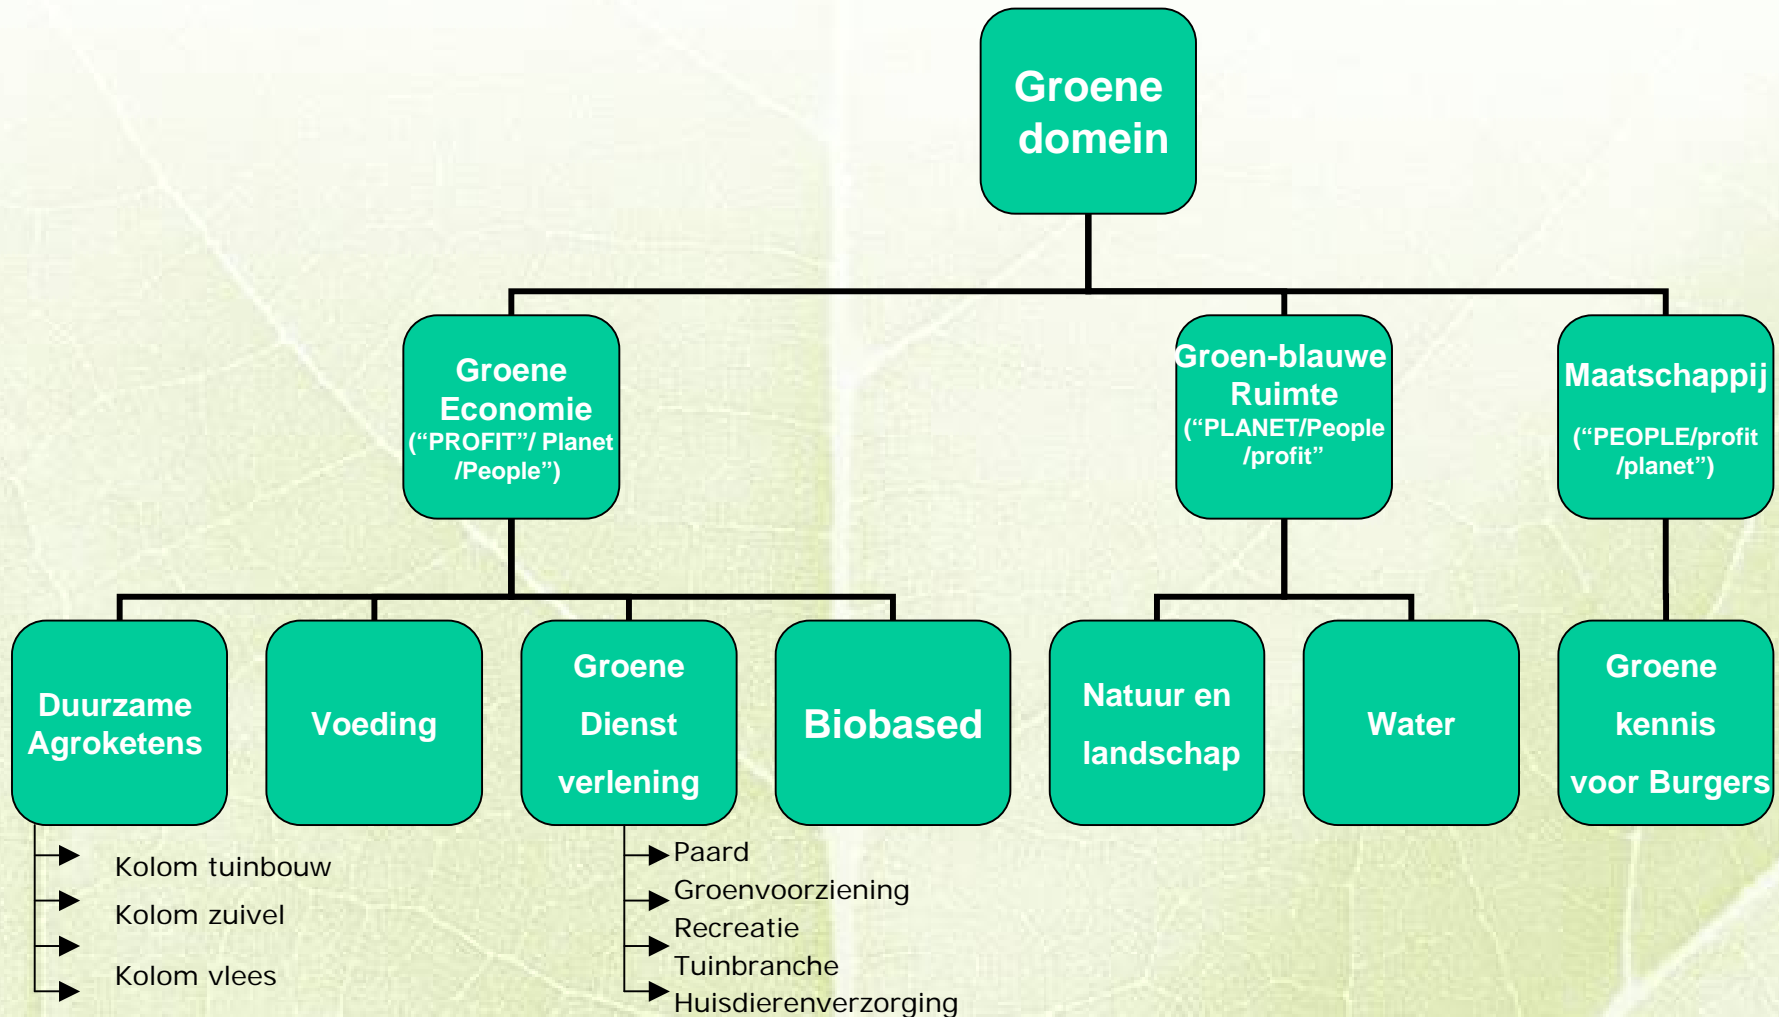 Groene
domein
Groene
Economie
(“PROFIT”/ Planet
/People”)
Groen-blauwe
Ruimte
(“PLANET/People
/profit”
Maatschappij
(“PEOPLE/profit
/planet”)
Duurzame
Agroketens
Voeding
Groene
Dienst
verlening
Biobased
Natuur en
landschap
Water
Groene
kennis
voor Burgers
Kolom tuinbouw
Kolom zuivel
Kolom vlees
Paard
Groenvoorziening
Recreatie
Tuinbranche
Huisdierenverzorging